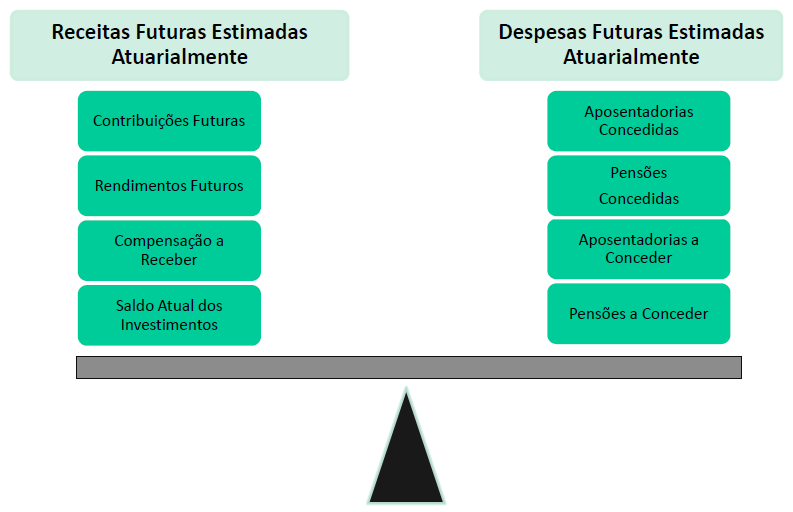 Receitas Futuras Estimadas
Atuarialmente
Contribuições Futuras
Rendimentos Futuros
Compensação a
Receber
Saldo Atual dos
Investimentos
Despesas Futuras Estimadas
Atuarialmente
Aposentadorias
Concedidas
Pensões
Concedidas
Aposentadorias a
Conceder
Pensões a Conceder